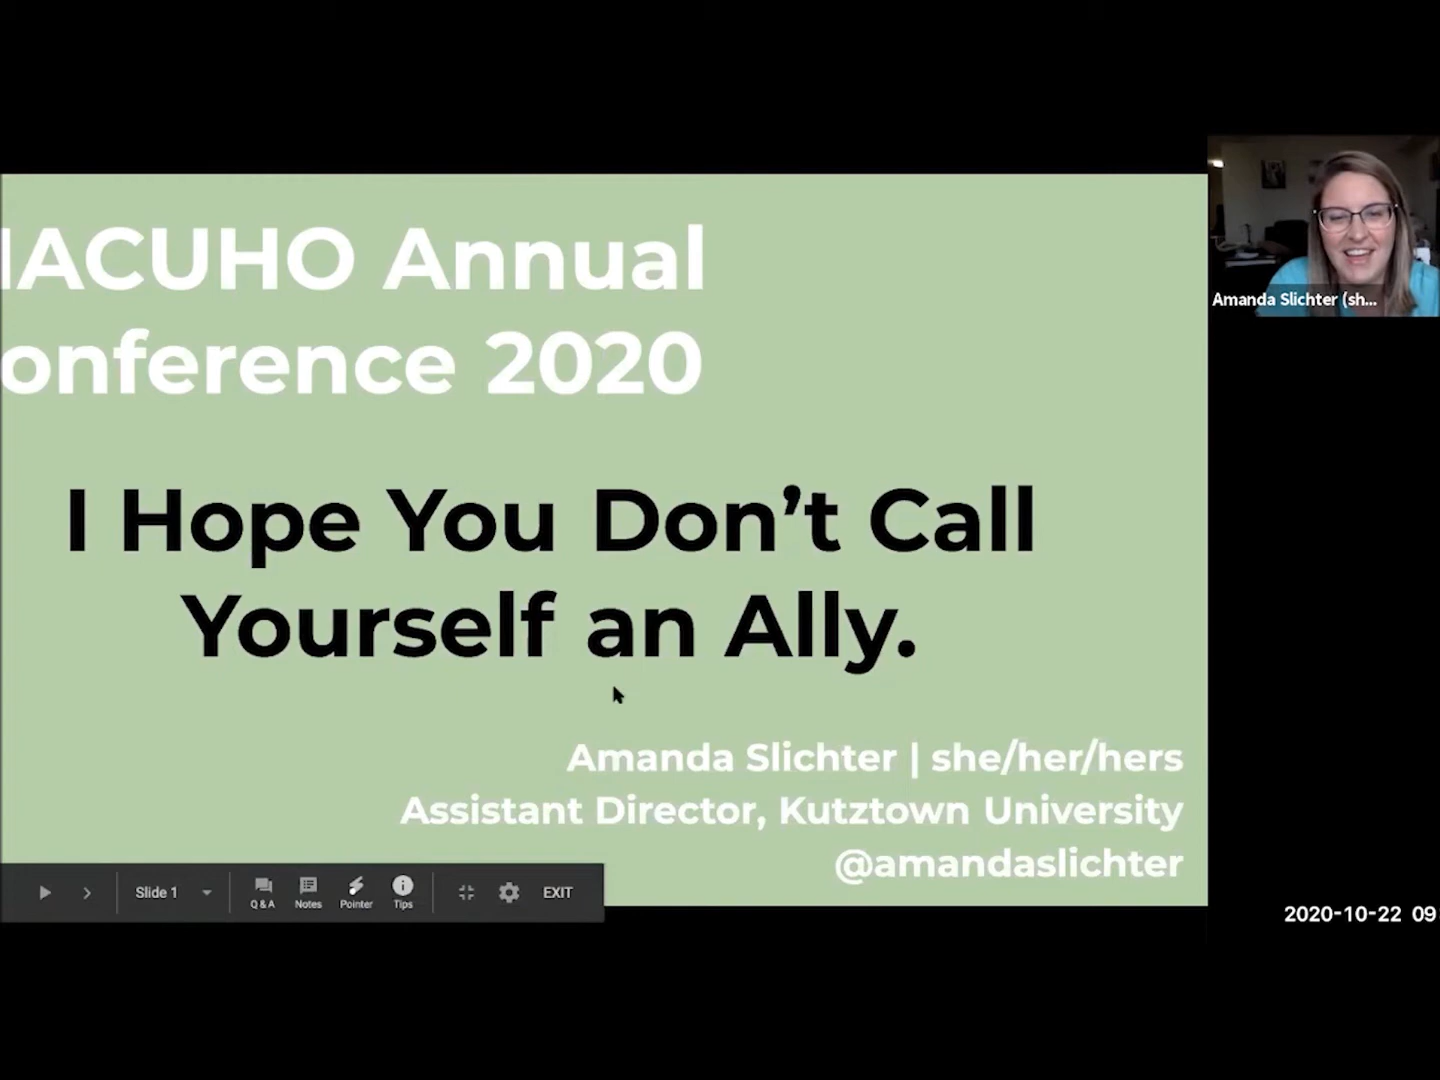 ACUHO Annual
onference 2020
I Hope You Don't Call
Yourself an Ally.
Amanda Slichter | she/her/hers
Assistant Director, Kutztown University
@amandaslichter
Slide 1
Q & A
Notes
Pointer
Tips
EXIT
Amanda Slichter (sh...
2020-10-22 09